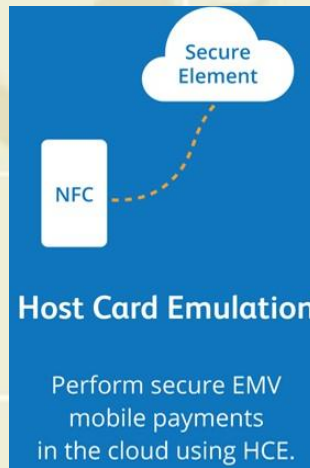 Secure
Element
NFC
Host Card Emulation
Perform secure EMV
mobile payments
in the cloud using HCE.